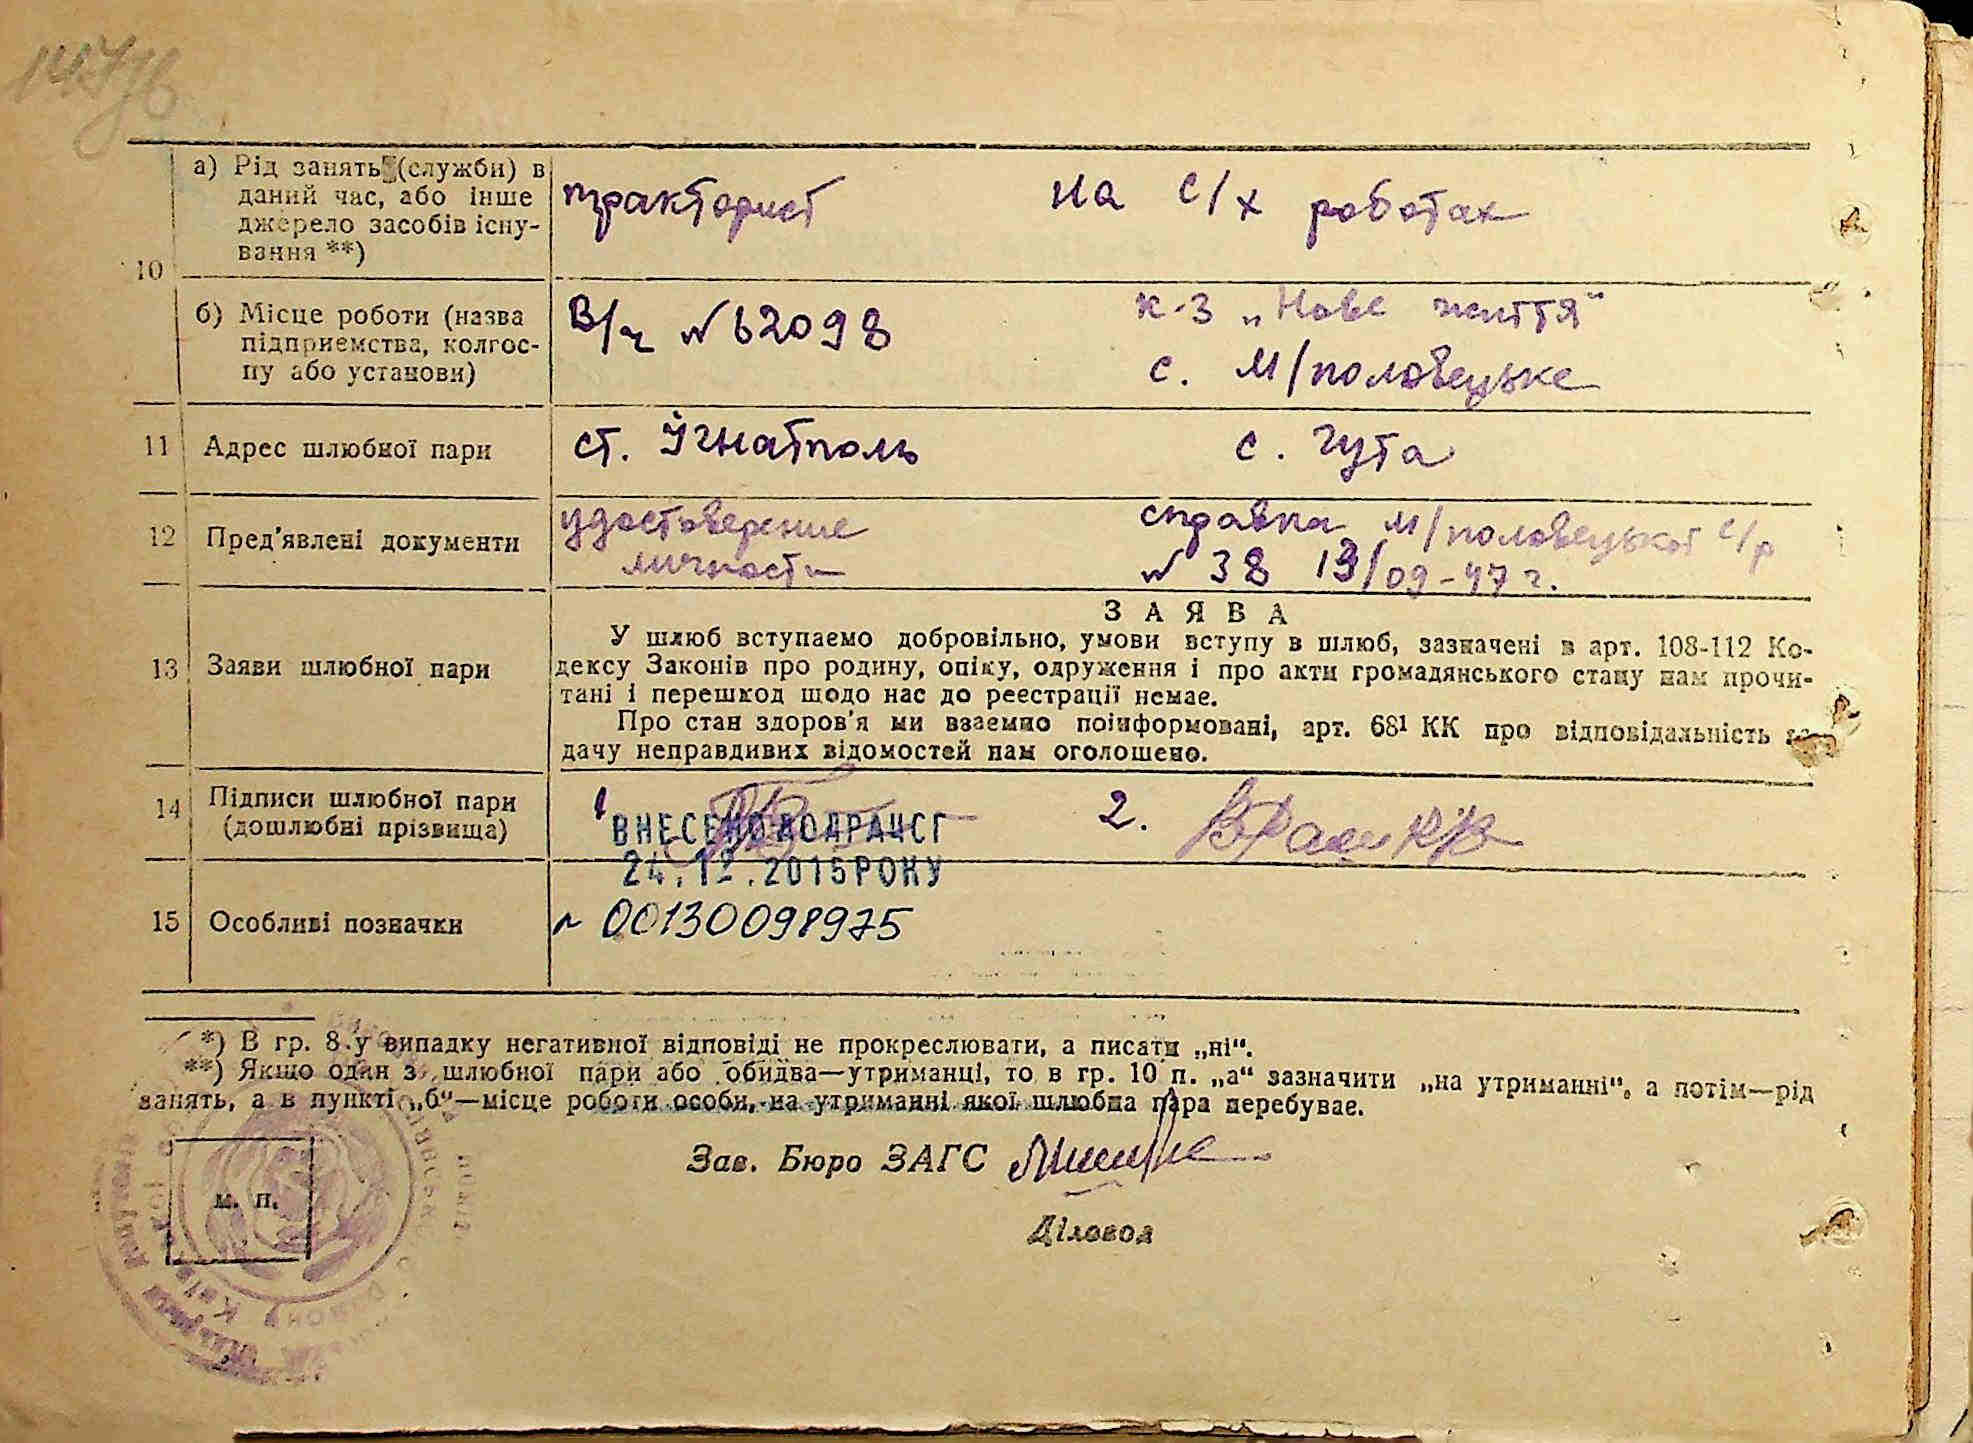 а) Рід занять (служби) в
даний час, або інше
джерело засобів існу-
вання **)
тракторист на с/х роботах
10
б) Місце роботи (назва
підприємства, колгос-
пу або установи)
В/ч № 62098 к-з „Нове життя"
с. М/половецьке
11 Адрес шлюбної пари
ст. Ігнатполь с. Гута
12 Пред'явлені документи
удостоверение справка М/половецької с/р
личности № 38 13/09-47 г.
13 Заяви шлюбної пари
ЗАЯВА
У шлюб вступаємо добровільно, умови вступу в шлюб, зазначені в арт. 108-112 Ко-
дексу Законів про родину, опіку, одруження і про акти громадянського стану нам прочи-
тані і перешкод щодо нас до реєстрації немає.
Про стан здоров'я ми взаємно поінформовані, арт. 68¹ КК про відповідальність за
дачу неправдивих відомостей нам оголошено.
14 Підписи шлюбної пари
(дошлюбні прізвища)
1 2.
ВНЕСЕНО ДО ДРАЦСГ
24.12.2015 РОКУ
15 Особливі позначки
№ 00130098975
*) В гр. 8 у випадку негативної відповіді не прокреслювати, а писати „ні".
**) Якщо один з шлюбної пари або обидва—утриманці, то в гр. 10 п. „а" зазначити „на утриманні", а потім—рід
занять, а в пункті „б"—місце роботи особи, на утриманні якої шлюбна пара перебуває.
Зав. Бюро ЗАГС
м. п.
Діловод